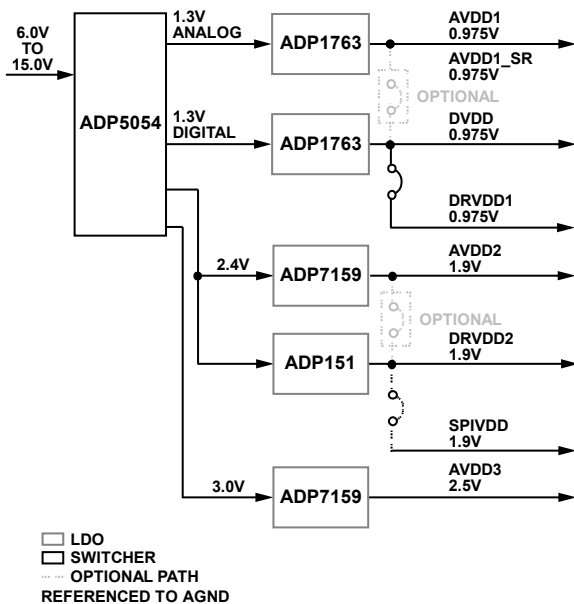 6.0V
TO
15.0V
ADP5054
1.3V
ANALOG
ADP1763
AVDD1
0.975V
AVDD1_SR
0.975V
OPTIONAL
1.3V
DIGITAL
ADP1763
DVDD
0.975V
DRVDD1
0.975V
2.4V
ADP7159
AVDD2
1.9V
OPTIONAL
ADP151
DRVDD2
1.9V
SPIVDD
1.9V
3.0V
ADP7159
AVDD3
2.5V
LDO
SWITCHER
OPTIONAL PATH
REFERENCED TO AGND